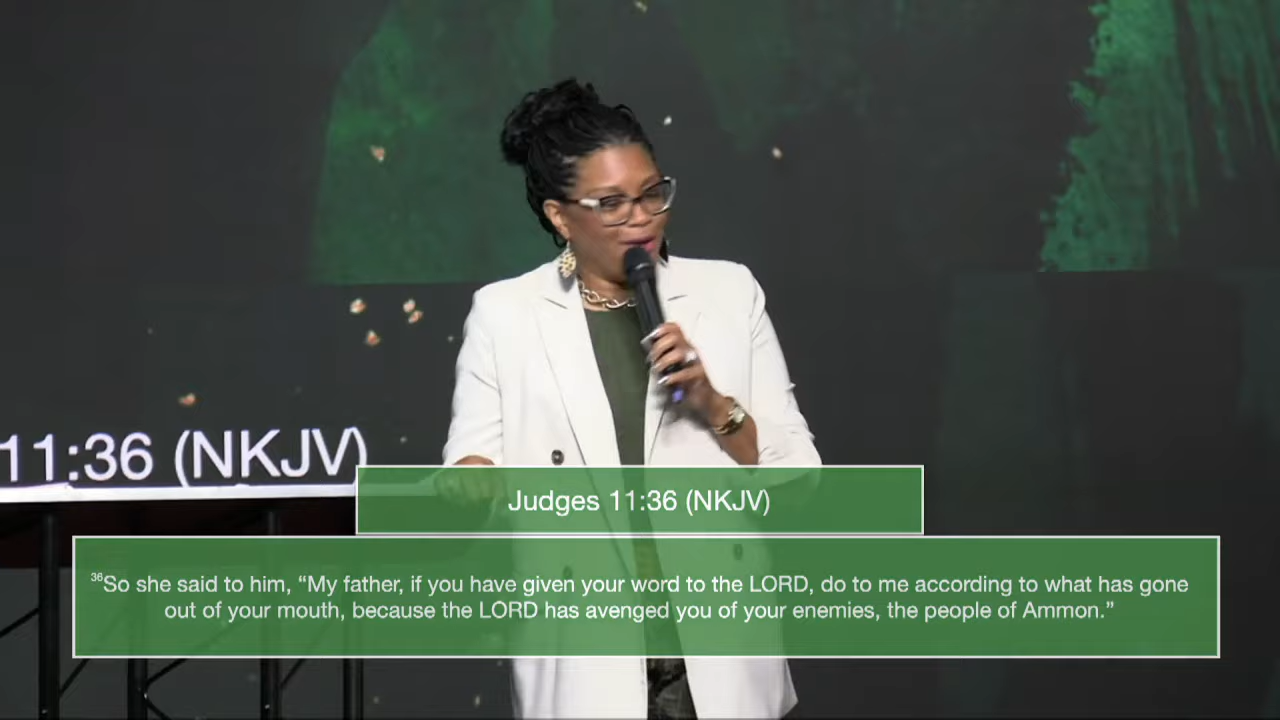 11:36 (NKJV)
Judges 11:36 (NKJV)
³⁶So she said to him, “My father, if you have given your word to the LORD, do to me according to what has gone
out of your mouth, because the LORD has avenged you of your enemies, the people of Ammon.”